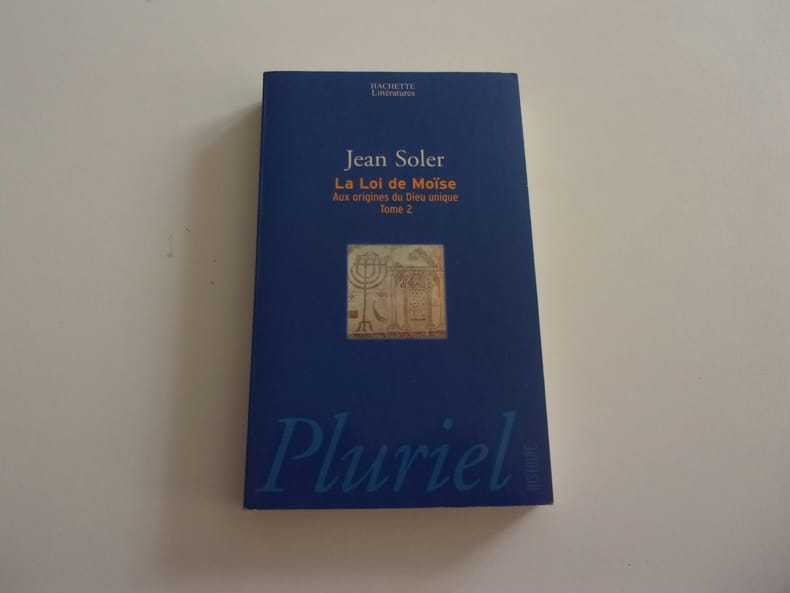 HACHETTE
Littératures
Jean Soler
La Loi de Moïse
Aux origines du Dieu unique
Tome 2
Pluriel
HISTOIRE